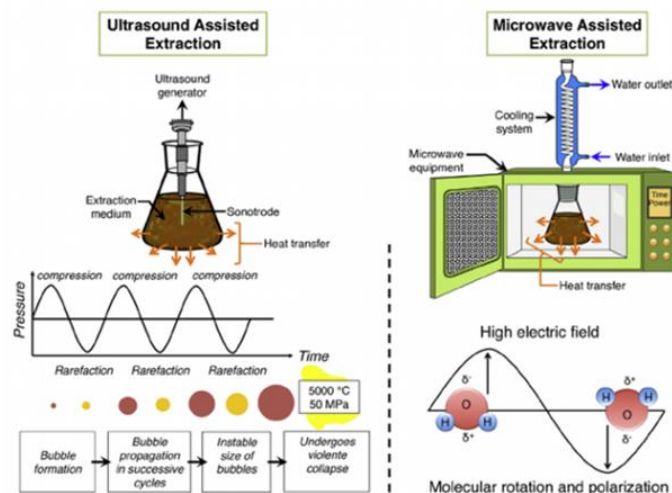 Ultrasound Assisted
Extraction
Ultrasound
generator
Extraction
medium
Sonotrode
Heat transfer
compression compression compression
Pressure
Time
Rarefaction Rarefaction Rarefaction
5000 °C
50 MPa
Bubble
formation
Bubble
propagation
in successive
cycles
Instable
size of
bubbles
Undergoes
violente
collapse
Microwave Assisted
Extraction
Water outlet
Cooling
system
Water inlet
Microwave
equipment
Time
Power
Heat transfer
High electric field
δ-
O
H H
δ+
δ+
H H
O
δ-
Molecular rotation and polarization